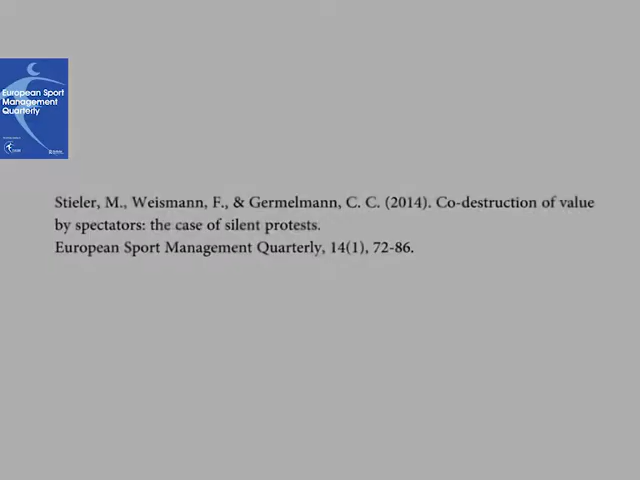 European Sport
Management
Quarterly
Stieler, M., Weismann, F., & Germelmann, C. C. (2014). Co-destruction of value
by spectators: the case of silent protests.
European Sport Management Quarterly, 14(1), 72-86.